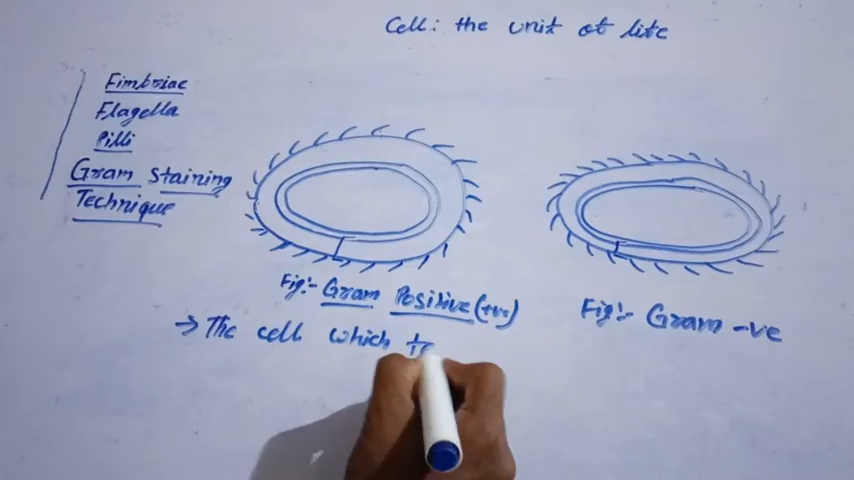 Cell: the unit of life
Fimbriae
Flagella
Pilli
Gram staining
Technique
Fig:- Gram Positive (+ve)
Fig:- Gram -ve
→ The cell which